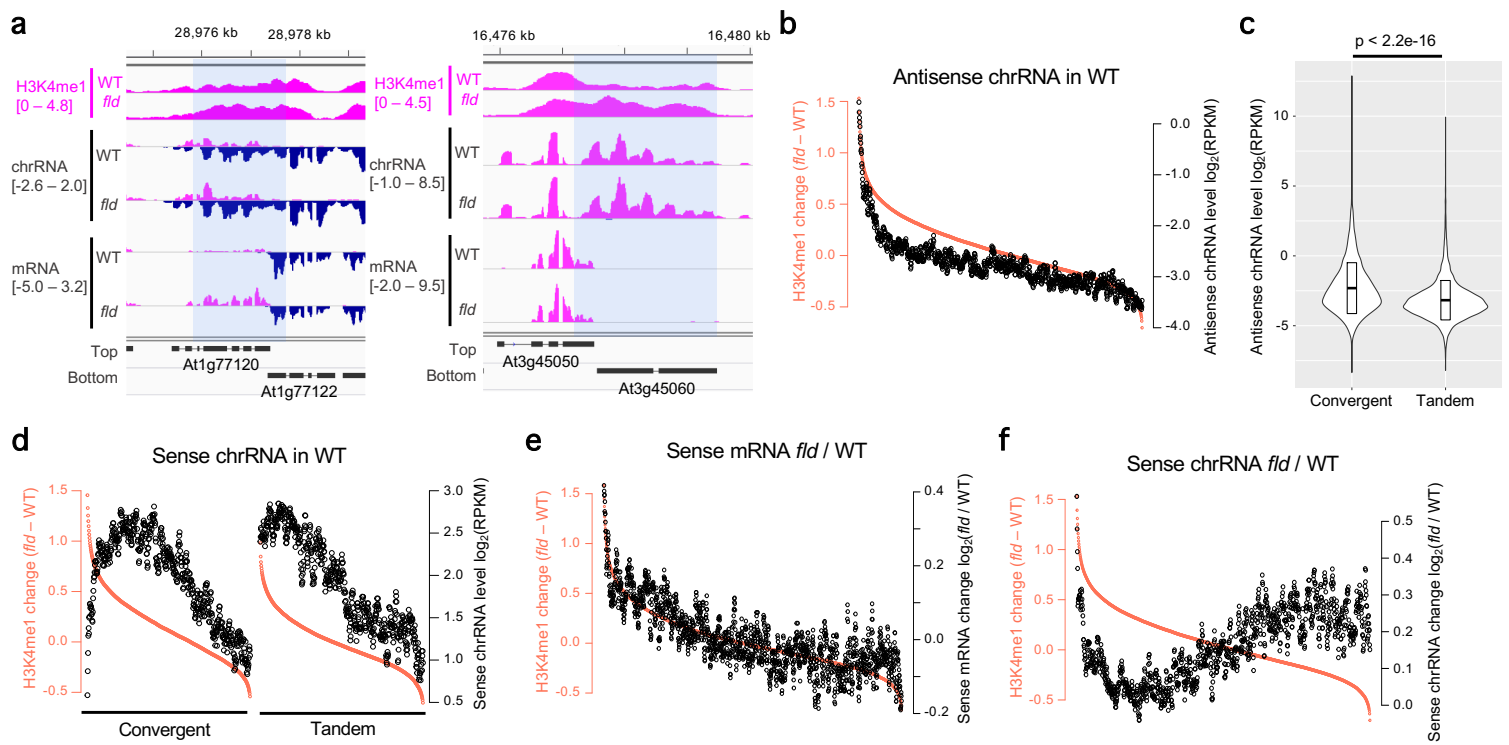 a
28,976 kb
28,978 kb
H3K4me1
[0 – 4.8]
WT
fld
chrRNA
[-2.6 – 2.0]
WT
fld
mRNA
[-5.0 – 3.2]
WT
fld
Top
Bottom
At1g77120
At1g77122
16,476 kb
16,480 kb
H3K4me1
[0 – 4.5]
WT
fld
chrRNA
[-1.0 – 8.5]
WT
fld
mRNA
[-2.0 – 9.5]
WT
fld
Top
Bottom
At3g45050
At3g45060
b
Antisense chrRNA in WT
H3K4me1 change (fld – WT)
1.5
1.0
0.5
0.0
-0.5
0.0
-1.0
-2.0
-3.0
-4.0
Antisense chrRNA level log2(RPKM)
c
p < 2.2e-16
Antisense chrRNA level log2(RPKM)
10
5
0
-5
Convergent
Tandem
d
Sense chrRNA in WT
H3K4me1 change (fld – WT)
1.5
1.0
0.5
0.0
-0.5
3.0
2.5
2.0
1.5
1.0
0.5
Sense chrRNA level log2(RPKM)
Convergent
Tandem
e
Sense mRNA fld / WT
H3K4me1 change (fld – WT)
1.5
1.0
0.5
0.0
-0.5
0.4
0.2
0.0
-0.2
Sense mRNA change log2(fld / WT)
f
Sense chrRNA fld / WT
H3K4me1 change (fld – WT)
1.5
1.0
0.5
0.0
-0.5
0.5
0.4
0.3
0.2
0.1
0.0
Sense chrRNA change log2(fld / WT)